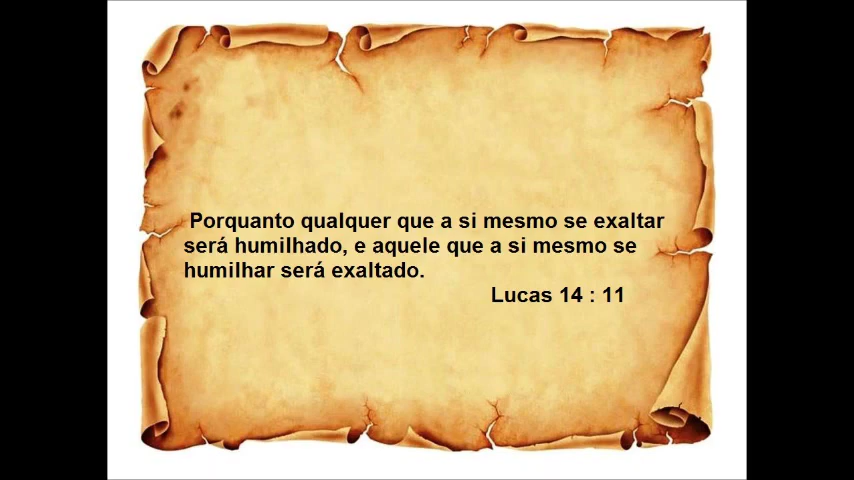 Porquanto qualquer que a si mesmo se exaltar
será humilhado, e aquele que a si mesmo se
humilhar será exaltado.
Lucas 14 : 11